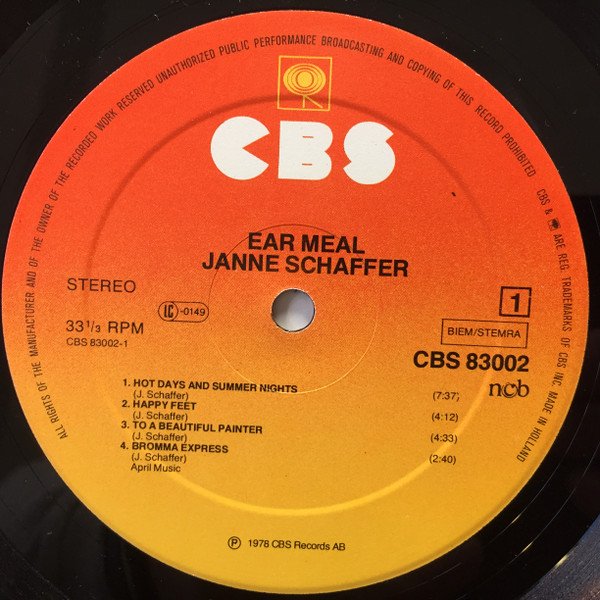 ALL RIGHTS OF THE MANUFACTURER AND OF THE OWNER OF THE RECORDED WORK RESERVED UNAUTHORIZED PUBLIC PERFORMANCE BROADCASTING AND COPYING OF THIS RECORD PROHIBITED CBS & ARE REG. TRADEMARKS OF CBS INC. MADE IN HOLLAND
CBS
EAR MEAL
JANNE SCHAFFER
STEREO
LC -0149
1
33 1/3 RPM
BIEM/STEMRA
CBS 83002-1
CBS 83002
ncb
1. HOT DAYS AND SUMMER NIGHTS
(J. Schaffer) (7:37)
2. HAPPY FEET
(J. Schaffer) (4:12)
3. TO A BEAUTIFUL PAINTER
(J. Schaffer) (4:33)
4. BROMMA EXPRESS
(J. Schaffer) (2:40)
April Music
Ⓟ 1978 CBS Records AB